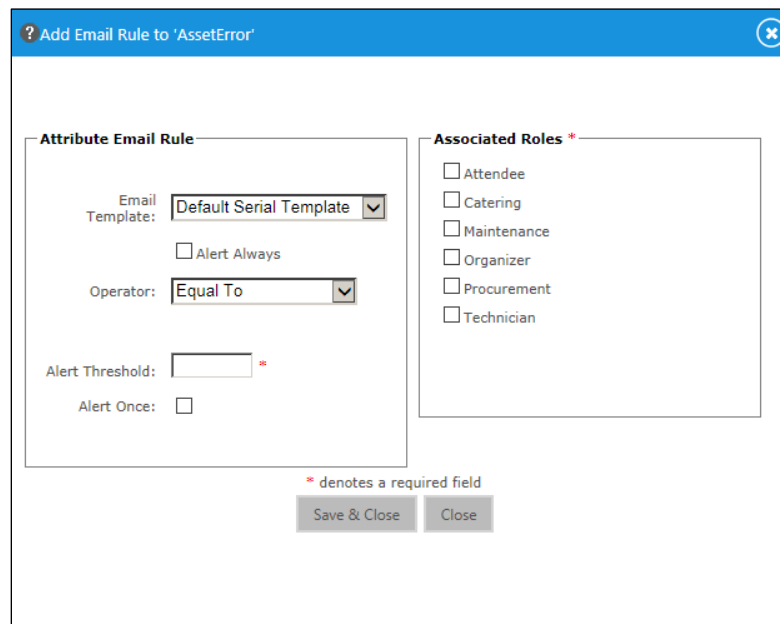 ?Add Email Rule to 'AssetError'
Attribute Email Rule
Email
Template:
Default Serial Template
Alert Always
Operator:
Equal To
Alert Threshold:
*
Alert Once:
Associated Roles *
Attendee
Catering
Maintenance
Organizer
Procurement
Technician
* denotes a required field
Save & Close
Close